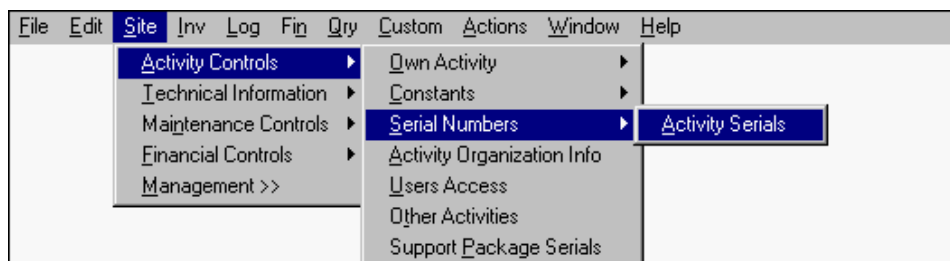 File Edit Site Inv Log Fin Qry Custom Actions Window Help
Activity Controls
Technical Information
Maintenance Controls
Financial Controls
Management >>
Own Activity
Constants
Serial Numbers
Activity Organization Info
Users Access
Other Activities
Support Package Serials
Activity Serials